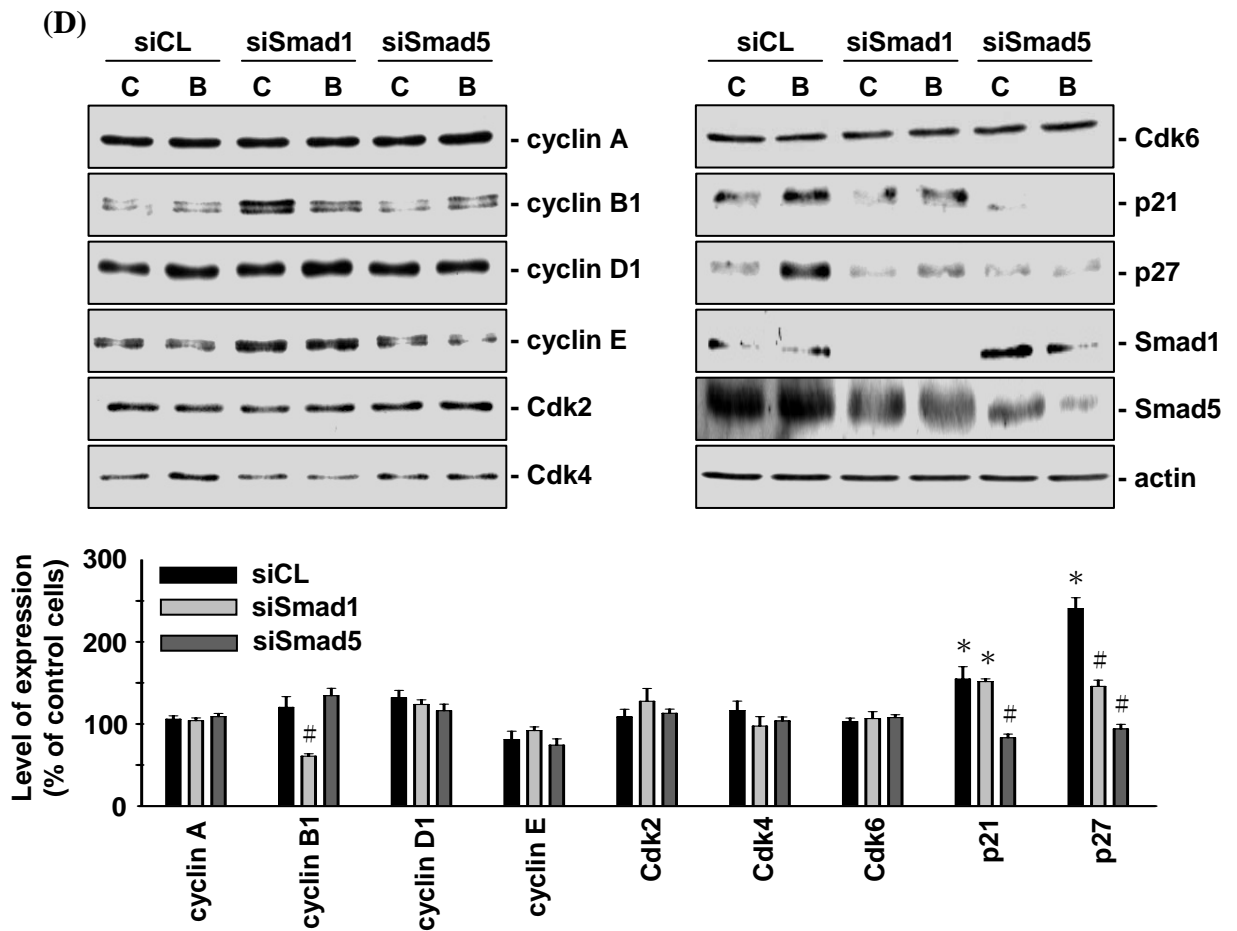 (D)
siCL siSmad1 siSmad5
C B C B C B
cyclin A
cyclin B1
cyclin D1
cyclin E
Cdk2
Cdk4
siCL siSmad1 siSmad5
C B C B C B
Cdk6
p21
p27
Smad1
Smad5
actin
Level of expression
(% of control cells)
300
200
100
0
siCL
siSmad1
siSmad5
#
* * #
* # #
cyclin A
cyclin B1
cyclin D1
cyclin E
Cdk2
Cdk4
Cdk6
p21
p27